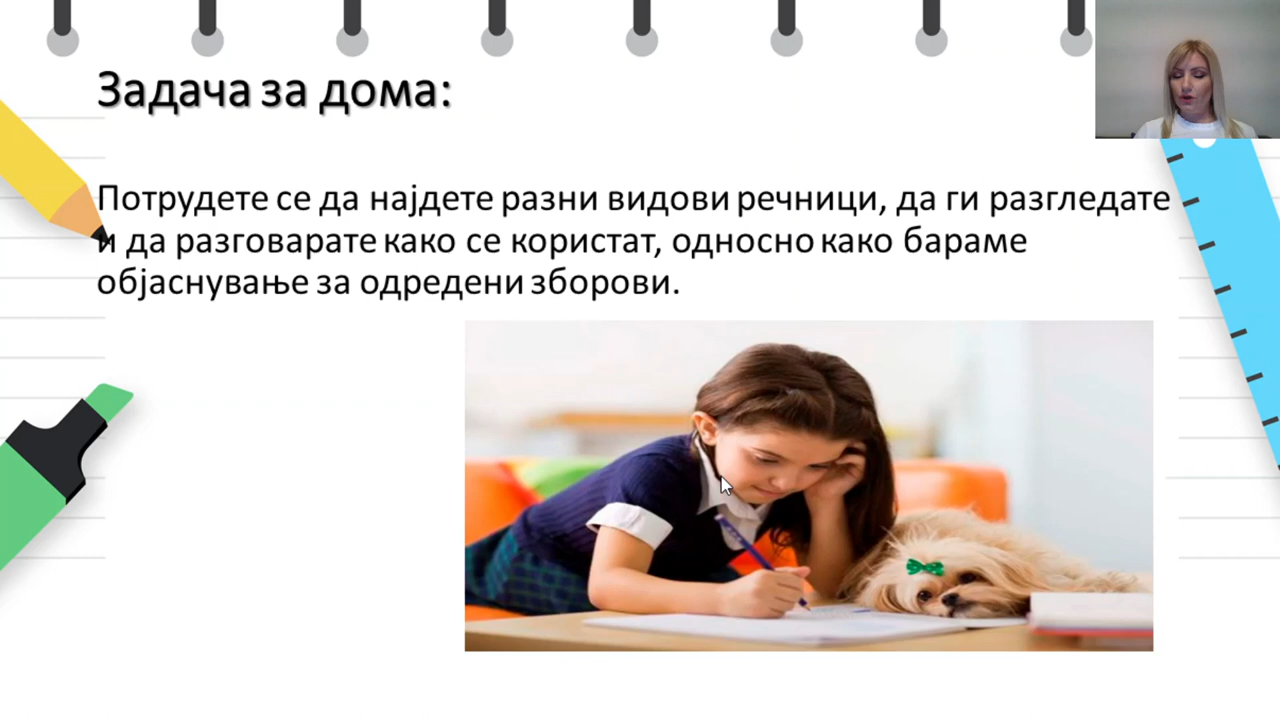 Задача за дома:
Потрудете се да најдете разни видови речници, да ги разгледате
и да разговарате како се користат, односно како бараме
објаснување за одредени зборови.